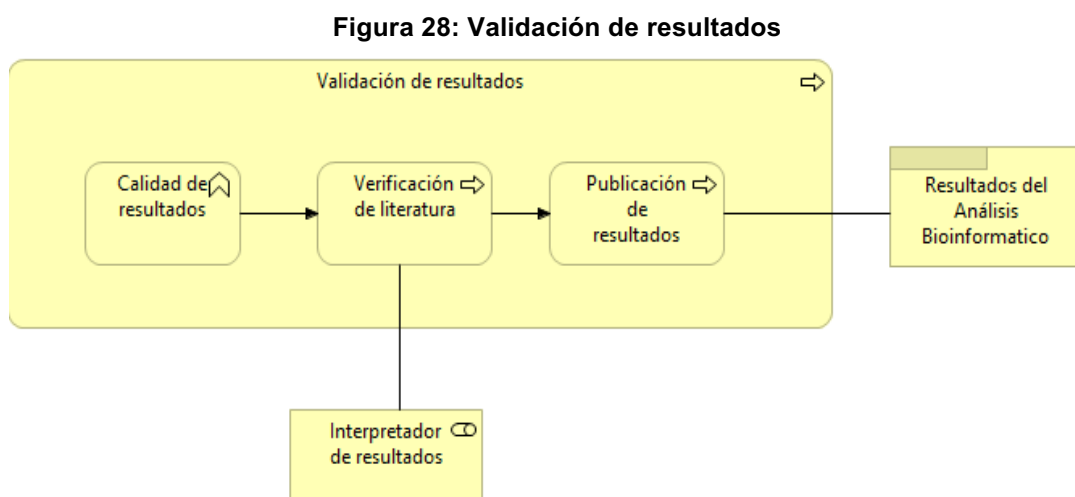 Figura 28: Validación de resultados
Validación de resultados
Calidad de
resultados
Verificación
de literatura
Publicación
de
resultados
Resultados del
Análisis
Bioinformatico
Interpretador
de resultados